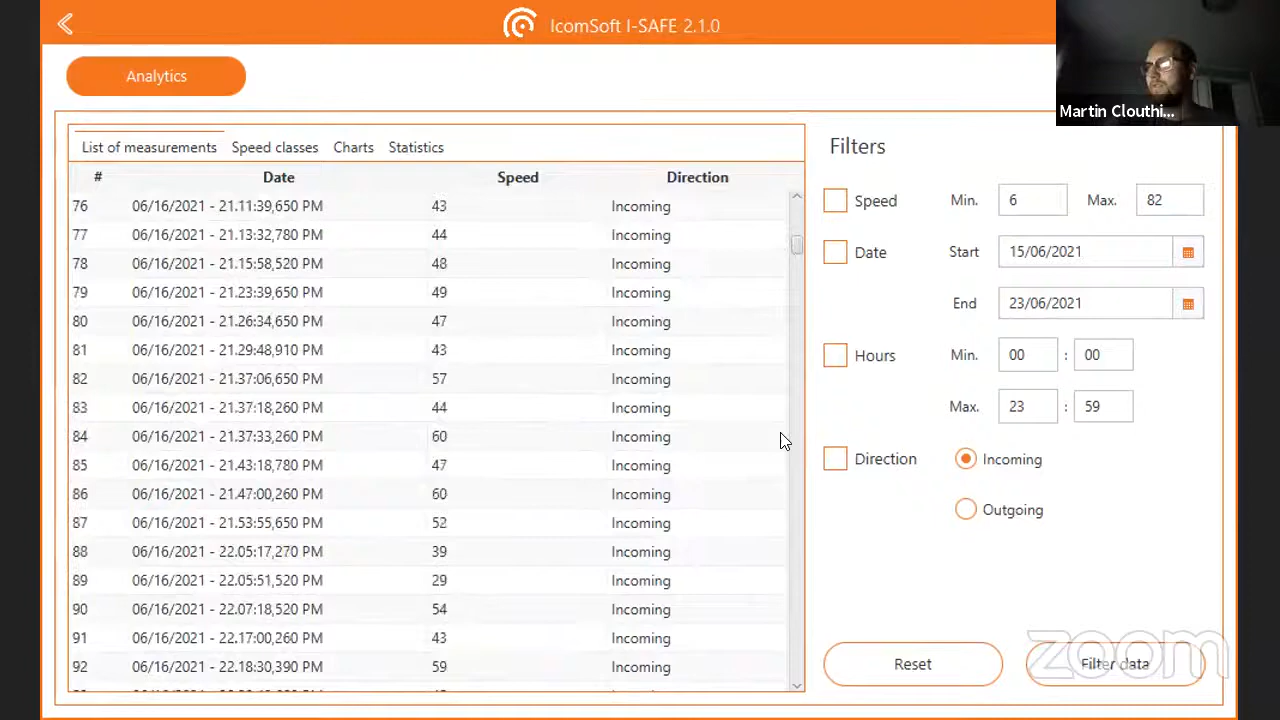 IcomSoft I-SAFE 2.1.0
Martin Clouthi...
Analytics
List of measurements Speed classes Charts Statistics
# Date Speed Direction
76 06/16/2021 - 21.11:39,650 PM 43 Incoming
77 06/16/2021 - 21.13:32,780 PM 44 Incoming
78 06/16/2021 - 21.15:58,520 PM 48 Incoming
79 06/16/2021 - 21.23:39,650 PM 49 Incoming
80 06/16/2021 - 21.26:34,650 PM 47 Incoming
81 06/16/2021 - 21.29:48,910 PM 43 Incoming
82 06/16/2021 - 21.37:06,650 PM 57 Incoming
83 06/16/2021 - 21.37:18,260 PM 44 Incoming
84 06/16/2021 - 21.37:33,260 PM 60 Incoming
85 06/16/2021 - 21.43:18,780 PM 47 Incoming
86 06/16/2021 - 21.47:00,260 PM 60 Incoming
87 06/16/2021 - 21.53:55,650 PM 52 Incoming
88 06/16/2021 - 22.05:17,270 PM 39 Incoming
89 06/16/2021 - 22.05:51,520 PM 29 Incoming
90 06/16/2021 - 22.07:18,520 PM 54 Incoming
91 06/16/2021 - 22.17:00,260 PM 43 Incoming
92 06/16/2021 - 22.18:30,390 PM 59 Incoming
Filters
Speed Min. 6 Max. 82
Date Start 15/06/2021
End 23/06/2021
Hours Min. 00 : 00
Max. 23 : 59
Direction Incoming
Outgoing
Reset Filter data
zoom